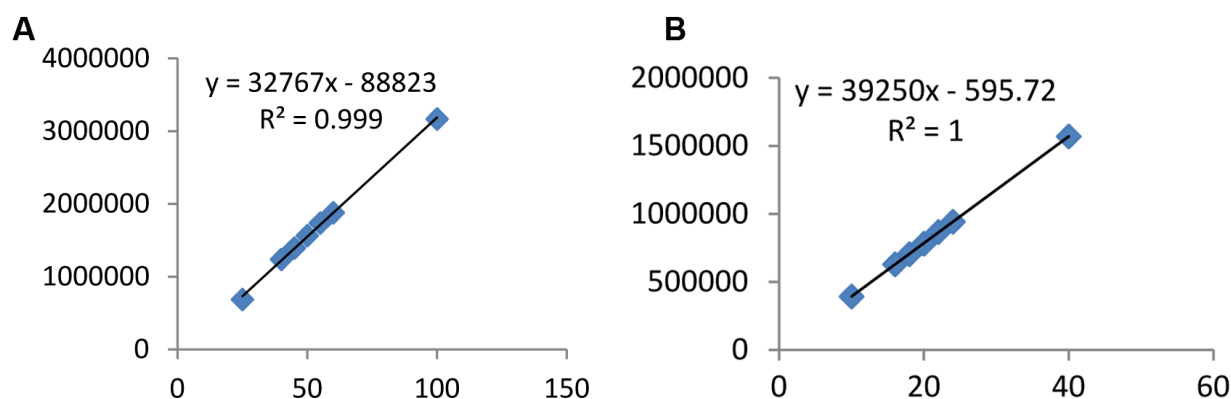 A
4000000
3000000
2000000
1000000
0
y = 32767x - 88823
R² = 0.999
0 50 100 150
B
2000000
1500000
1000000
500000
0
y = 39250x - 595.72
R² = 1
0 20 40 60